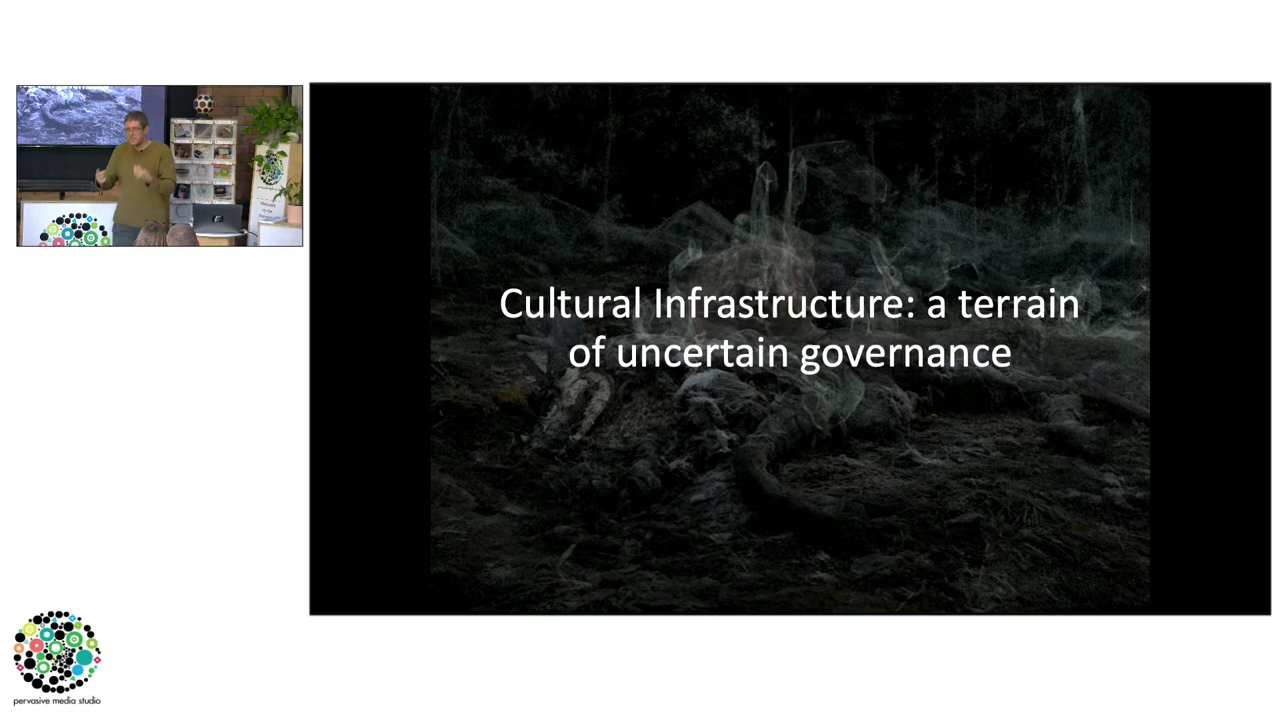 Cultural Infrastructure: a terrain
of uncertain governance
pervasive media studio